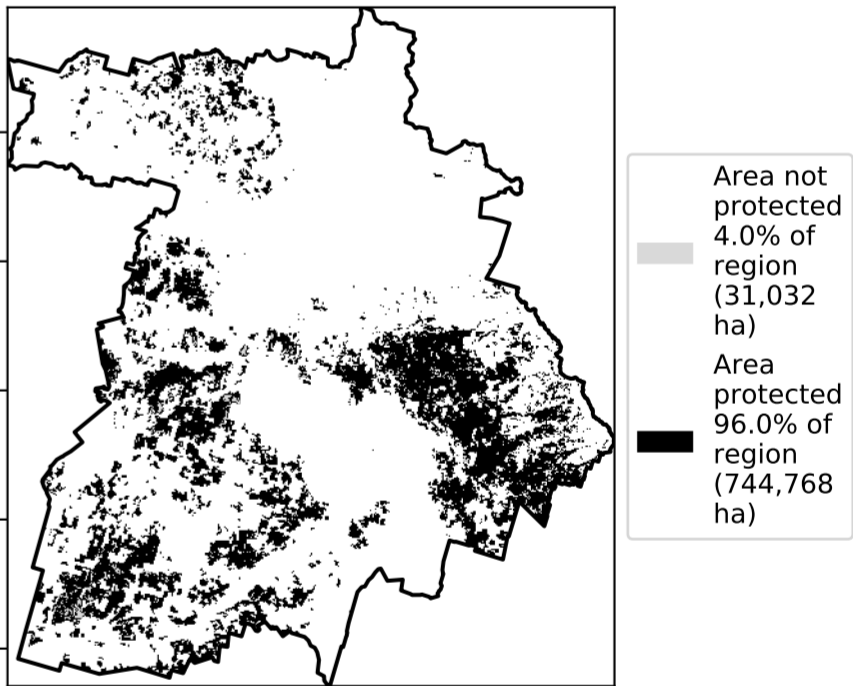 Area not
protected
4.0% of
region
(31,032
ha)
Area
protected
96.0% of
region
(744,768
ha)